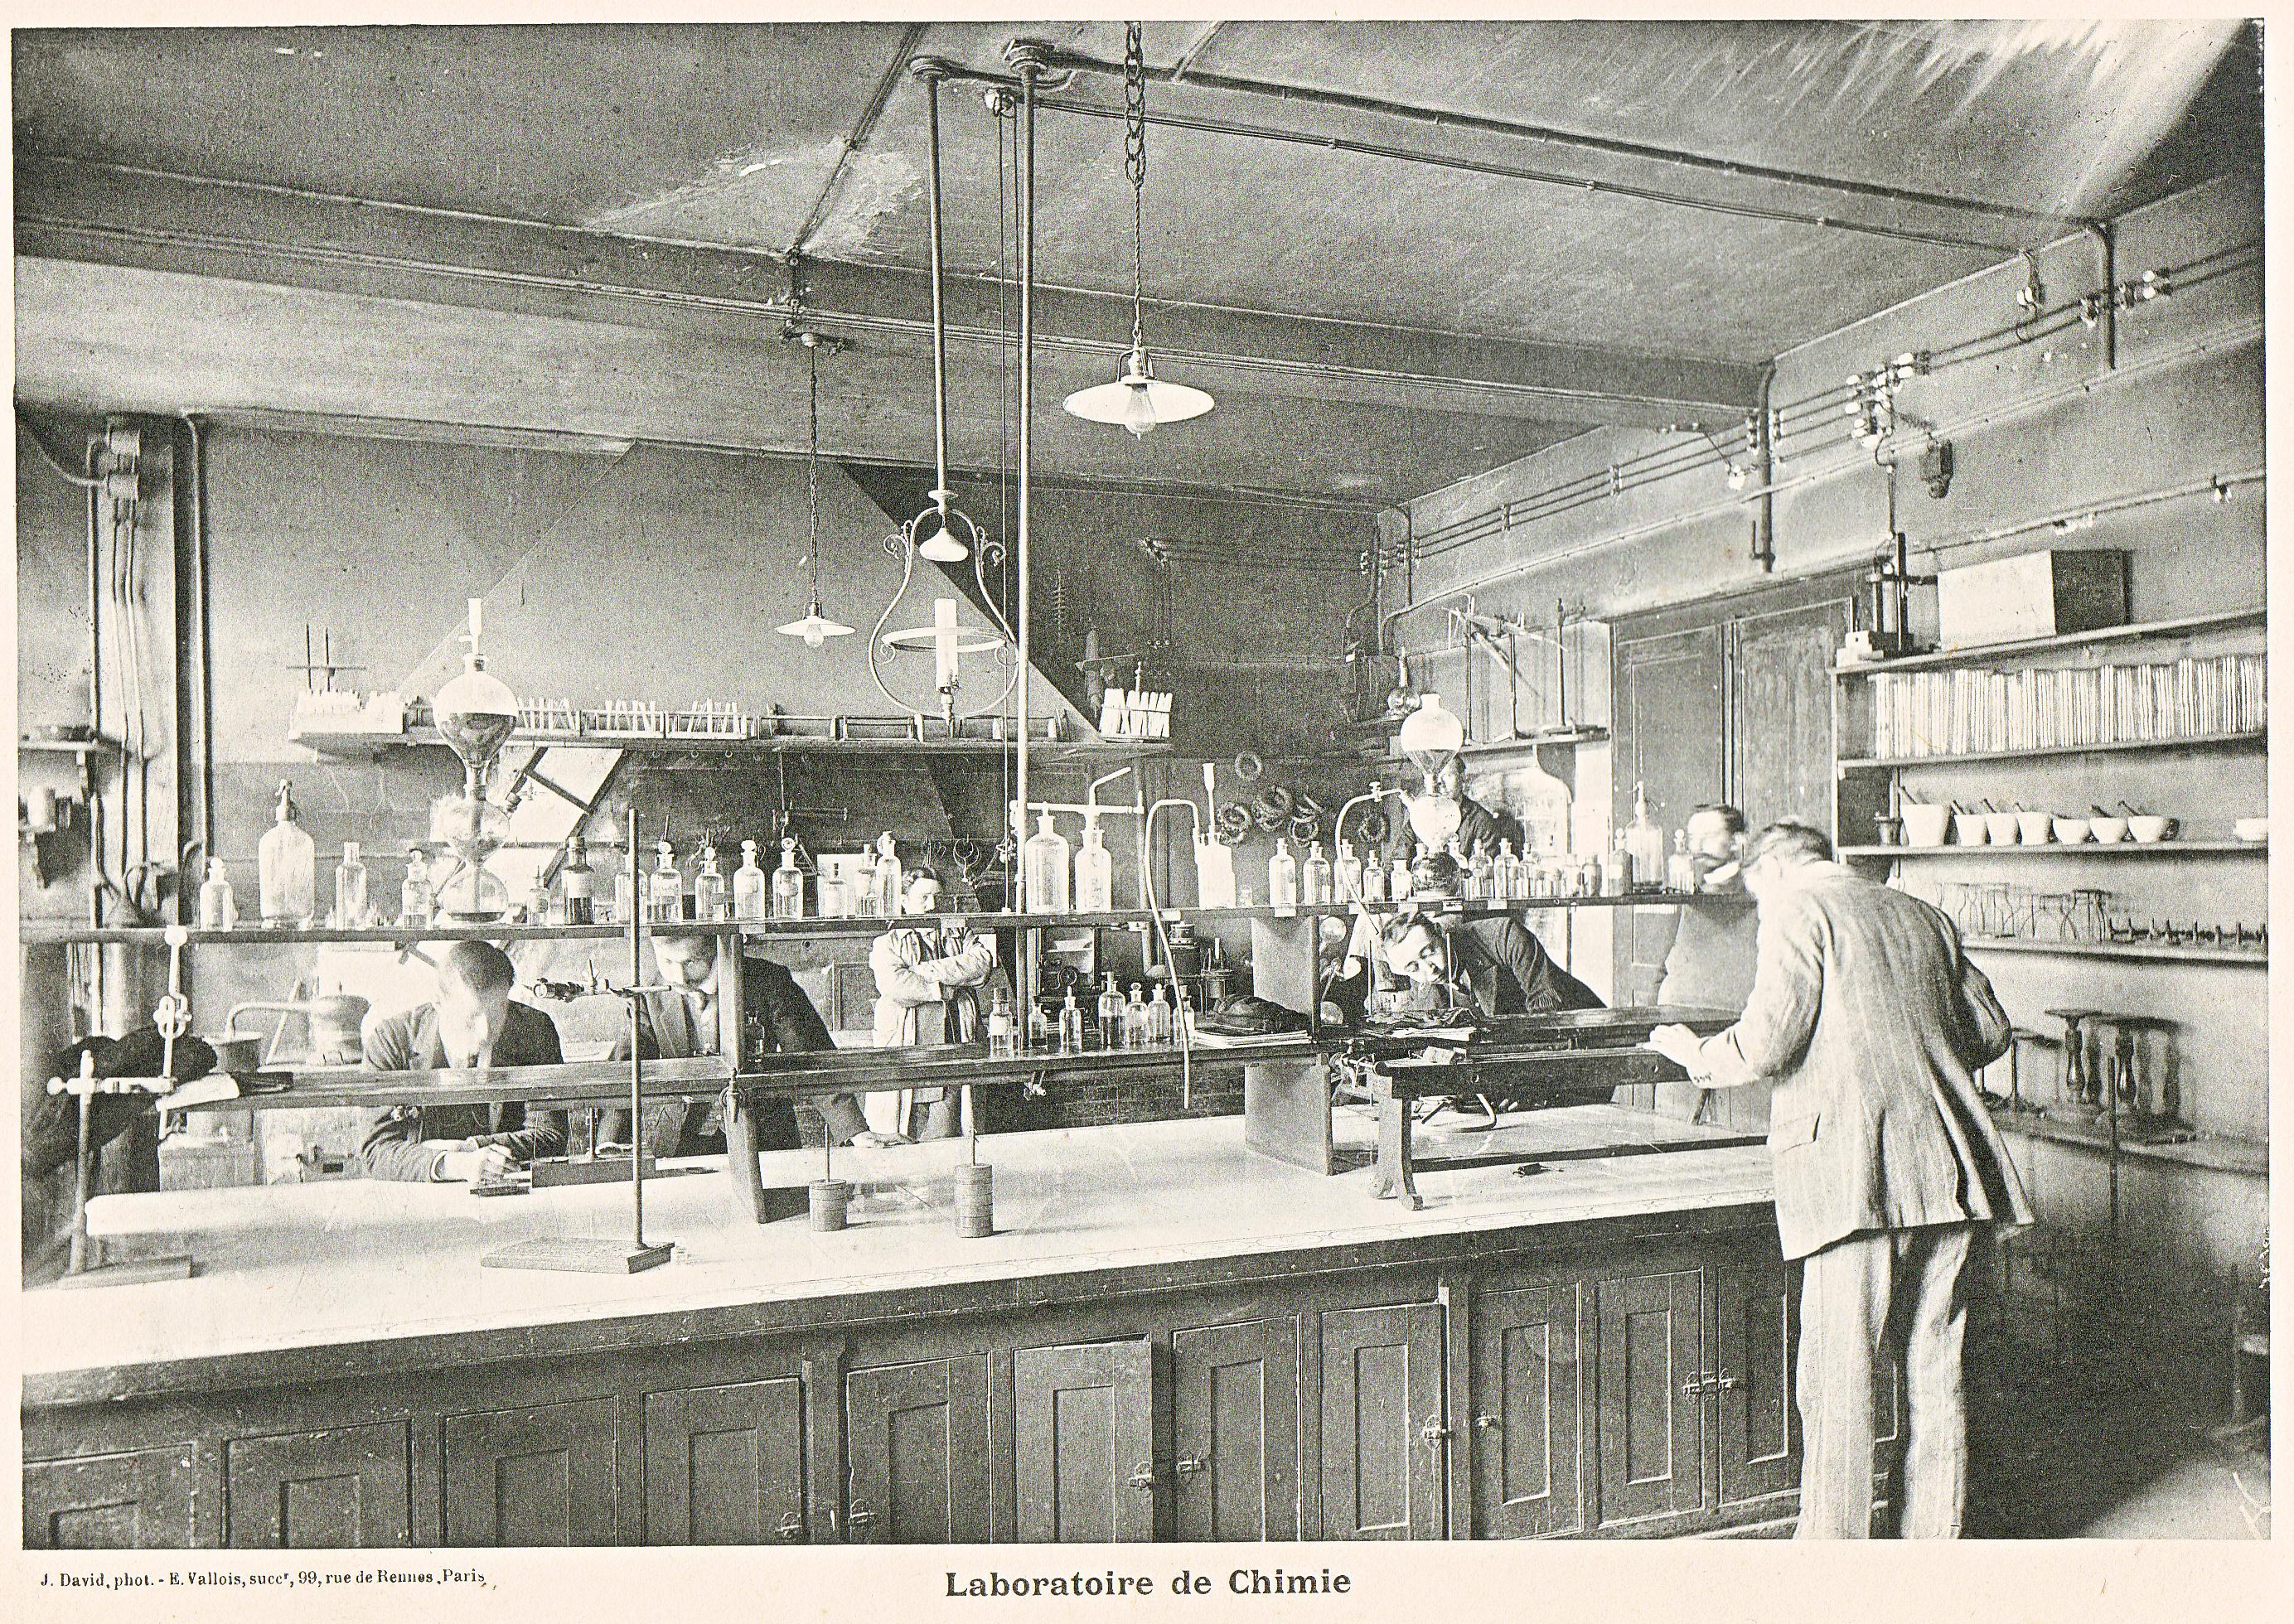 J. David, phot. - E. Vallois, succʳ, 99, rue de Rennes, Paris
Laboratoire de Chimie